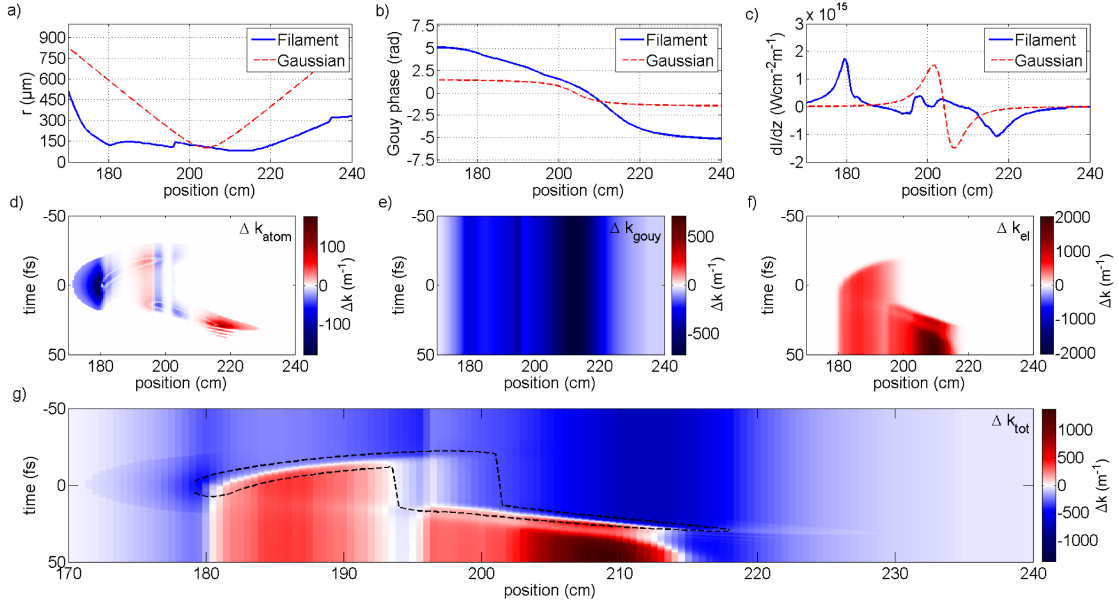 a)
900
750
600
450
300
150
0
r (μm)
Filament
Gaussian
180
200
220
240
position (cm)
b)
7.5
5
2.5
0
-2.5
-5
-7.5
Gouy phase (rad)
Filament
Gaussian
180
200
220
240
position (cm)
c)
3 x 10^15
2
1
0
-1
-2
dI/dz (Wcm^-2m^-1)
Filament
Gaussian
170
180
190
200
210
220
230
240
position (cm)
d)
-50
0
50
time (fs)
Δ k_atom
160
180
200
220
240
position (cm)
100
0
-100
Δk (m^-1)
e)
-50
0
50
time (fs)
Δ k_gouy
180
200
220
240
position (cm)
500
0
-500
Δk (m^-1)
f)
-50
0
50
time (fs)
Δ k_el
180
200
220
240
position (cm)
2000
1000
0
-1000
-2000
Δk (m^-1)
g)
-50
0
50
time (fs)
Δ k_tot
170
180
190
200
210
220
230
240
position (cm)
1000
500
0
-500
-1000
Δk (m^-1)